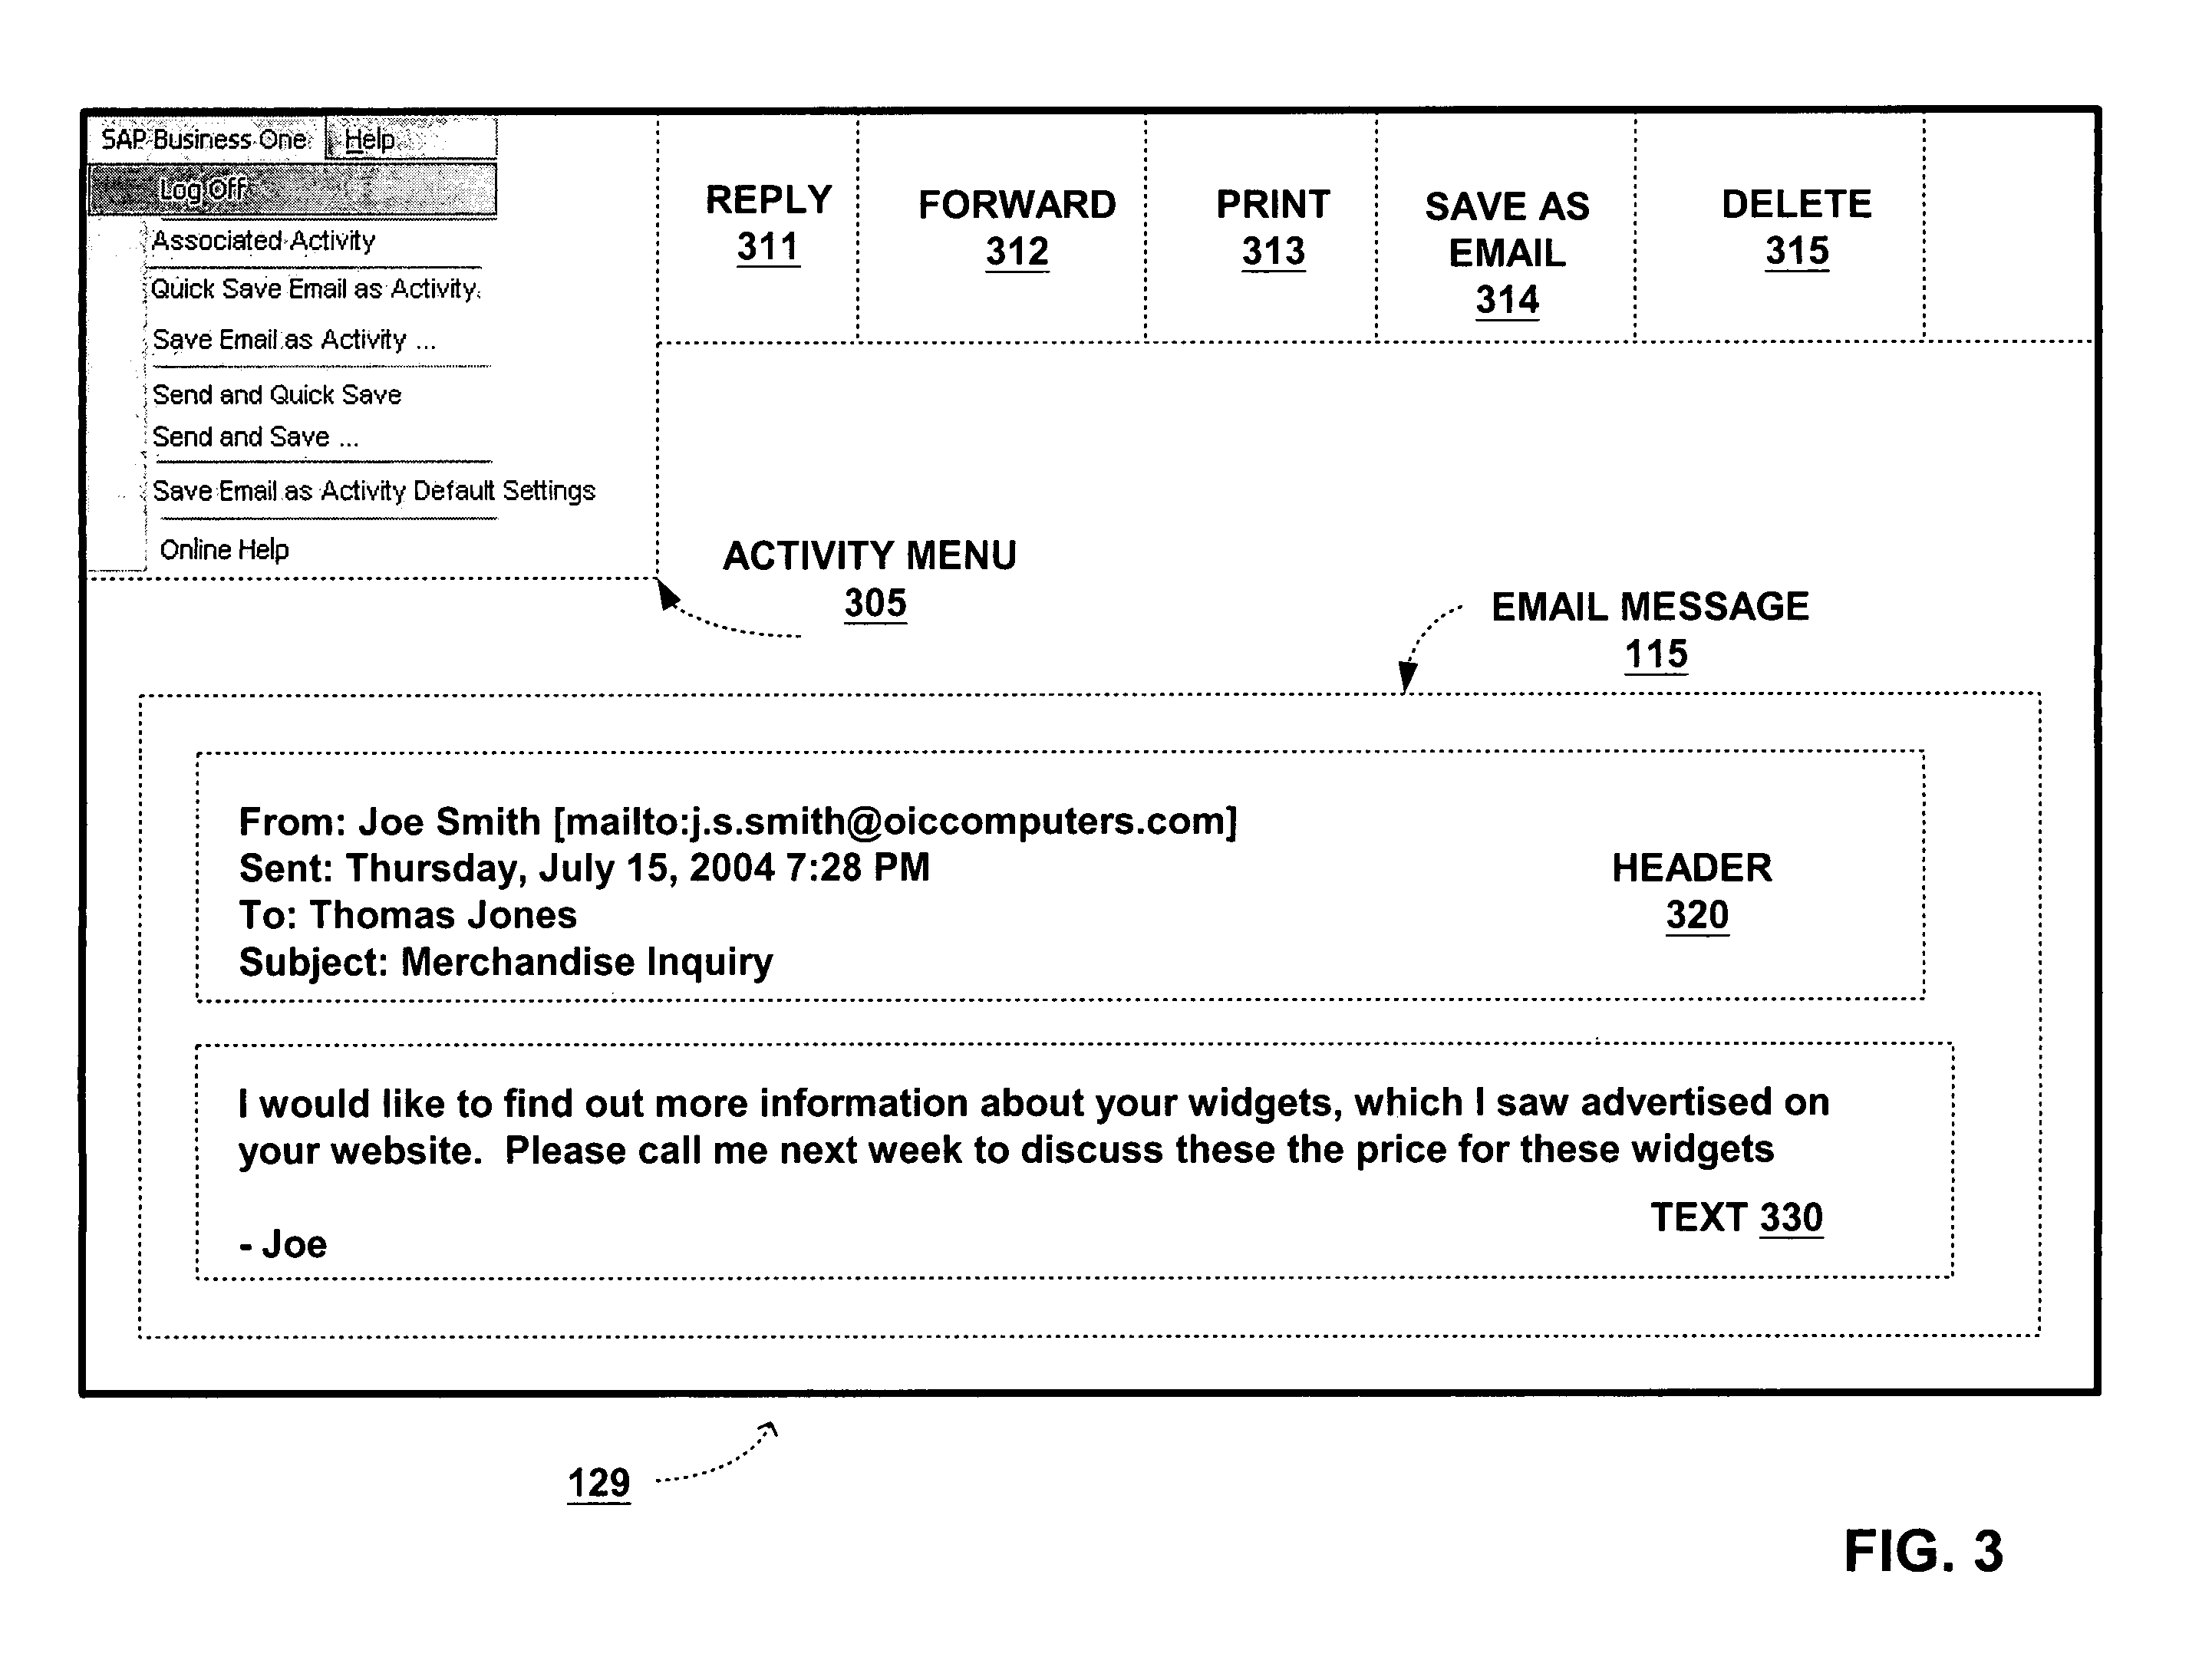 SAP Business One Help
Log Off
Associated Activity
Quick Save Email as Activity
Save Email as Activity ...
Send and Quick Save
Send and Save ...
Save Email as Activity Default Settings
Online Help
REPLY
311
FORWARD
312
PRINT
313
SAVE AS
EMAIL
314
DELETE
315
ACTIVITY MENU
305
EMAIL MESSAGE
115
From: Joe Smith [mailto:j.s.smith@oiccomputers.com]
Sent: Thursday, July 15, 2004 7:28 PM
To: Thomas Jones
Subject: Merchandise Inquiry
HEADER
320
I would like to find out more information about your widgets, which I saw advertised on
your website.  Please call me next week to discuss these the price for these widgets
- Joe
TEXT 330
129
FIG. 3